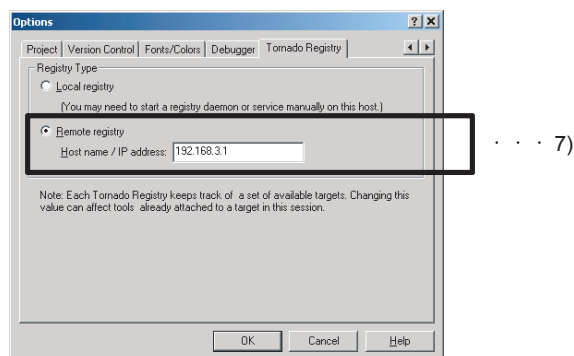 Options
Project
Version Control
Fonts/Colors
Debugger
Tornado Registry
Registry Type
Local registry
(You may need to start a registry daemon or service manually on this host.)
Remote registry
Host name / IP address: 192.168.3.1
· · · 7)
Note: Each Tornado Registry keeps track of a set of available targets. Changing this
value can affect tools already attached to a target in this session.
OK
Cancel
Help